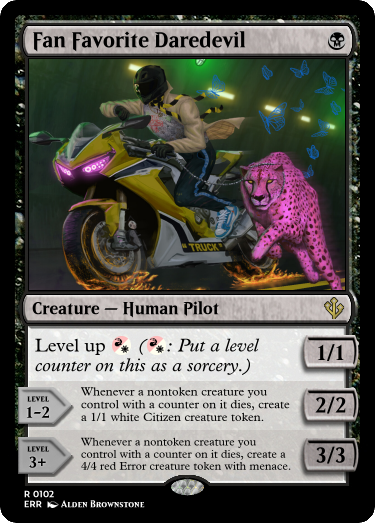 Fan Favorite Daredevil
" TRUCK "
Creature — Human Pilot
Level up ( : Put a level
counter on this as a sorcery.)
1/1
LEVEL
1-2
Whenever a nontoken creature you
control with a counter on it dies, create
a 1/1 white Citizen creature token.
2/2
LEVEL
3+
Whenever a nontoken creature you
control with a counter on it dies, create a
4/4 red Error creature token with menace.
3/3
R 0102
ERR Alden Brownstone